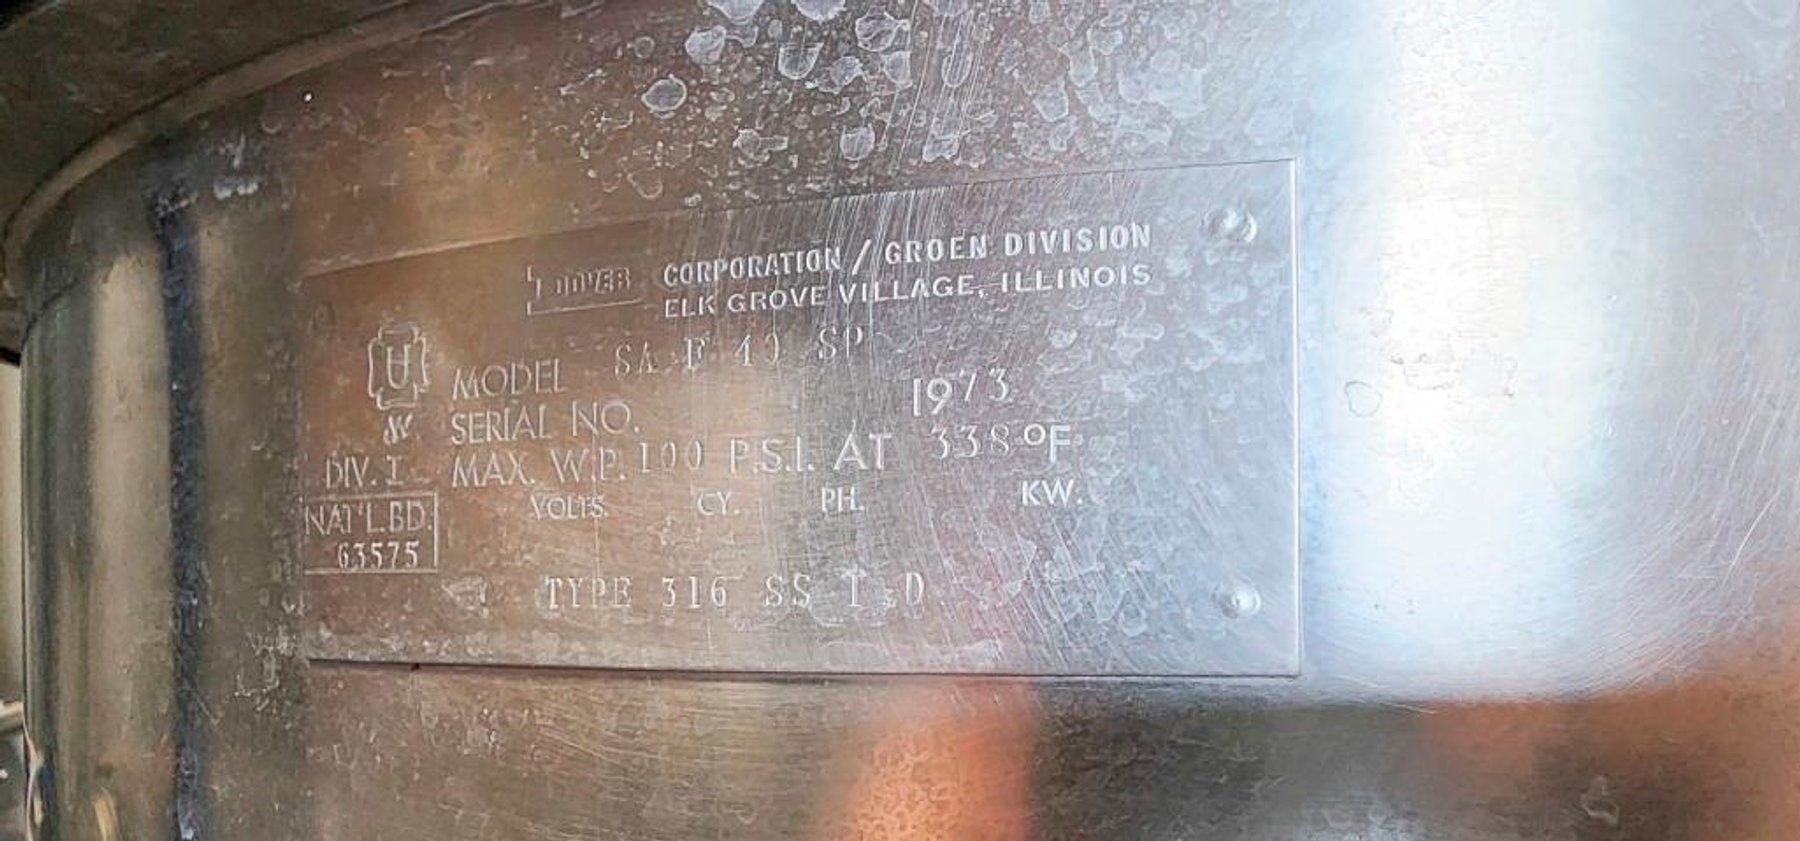 DOVER CORPORATION / GROEN DIVISION
ELK GROVE VILLAGE, ILLINOIS
U
W
MODEL SA F 40 SP
SERIAL NO. 1973
DIV. I MAX. W.P. 100 P.S.I. AT 338 °F
VOLTS. CY. PH. KW.
NAT'L.BD.
63575
TYPE 316 SS I D